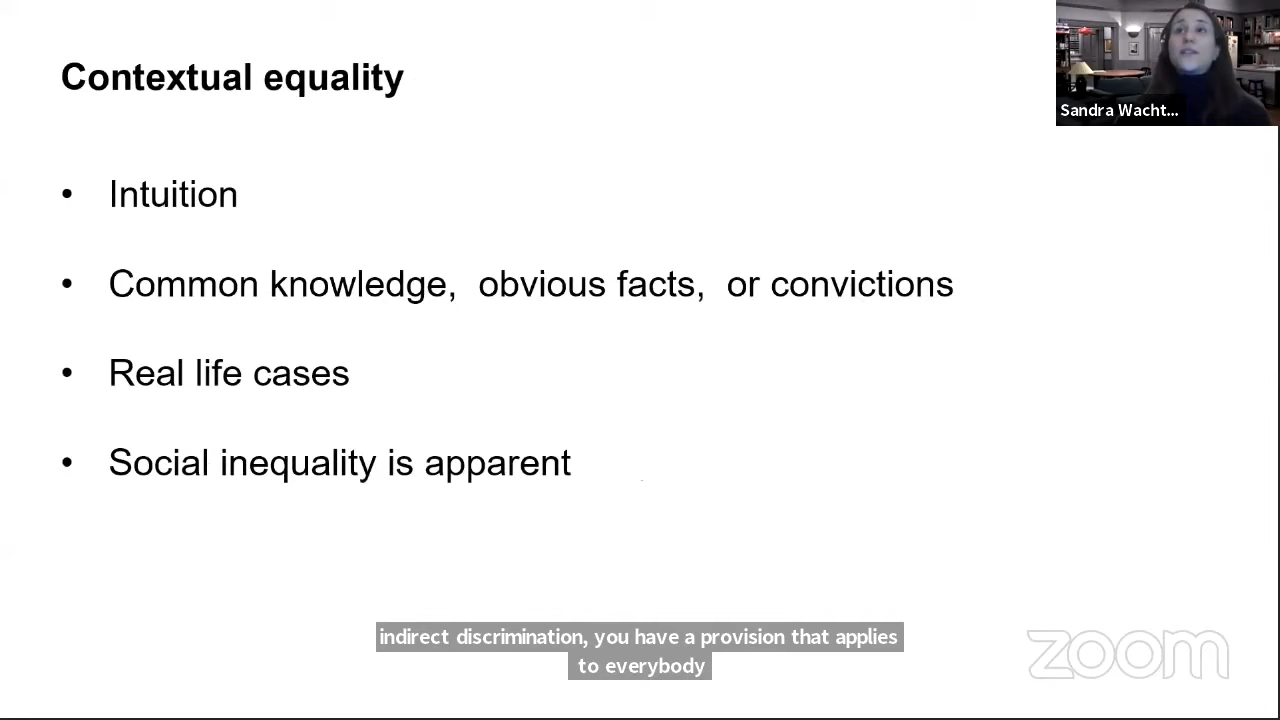 Contextual equality
Sandra Wacht...
• Intuition
• Common knowledge,  obvious facts,  or convictions
• Real life cases
• Social inequality is apparent
indirect discrimination, you have a provision that applies
to everybody
zoom